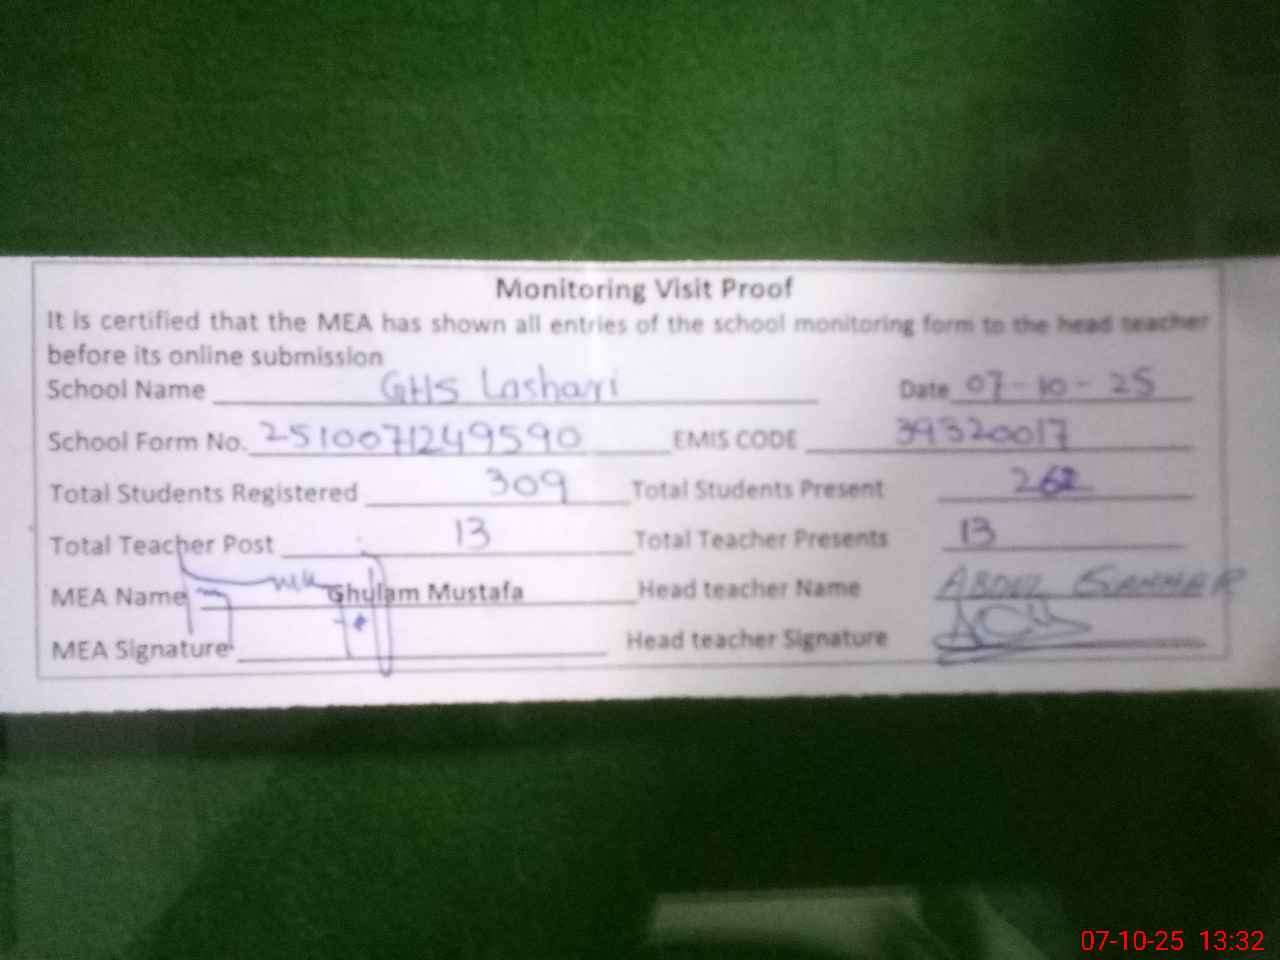 Monitoring Visit Proof
It is certified that the MEA has shown all entries of the school monitoring form to the head teacher
before its online submission
School Name GHS Lashari Date 07-10-25
School Form No. 2510071249590 EMIS CODE 39320017
Total Students Registered 309 Total Students Present 262
Total Teacher Post 13 Total Teacher Presents 13
MEA Name Ghulam Mustafa Head teacher Name ABDUL
MEA Signature Head teacher Signature
07-10-25 13:32